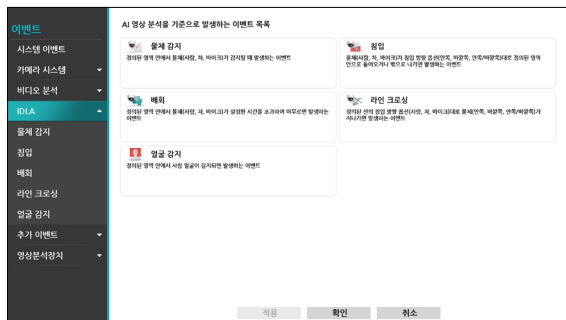 이벤트
시스템 이벤트
카메라 시스템
비디오 분석
IDLA
물체 감지
침입
배회
라인 크로싱
얼굴 감지
추가 이벤트
영상분석장치
AI 영상 분석을 기준으로 발생하는 이벤트 목록
물체 감지
정의된 영역 안에서 물체(사람, 차, 바이크)가 감지될 때 발생하는 이벤트
침입
물체(사람, 차, 바이크)가 침입 방향 옵션(안쪽, 바깥쪽, 안쪽/바깥쪽)대로 정의된 영역
안으로 들어오거나 밖으로 나가면 발생하는 이벤트
배회
정의된 영역 안에서 물체(사람, 차, 바이크)가 설정한 시간을 초과하여 머무르면 발생하는
이벤트
라인 크로싱
정의된 선의 침입 방향 옵션(사람, 차, 바이크)대로 물체(안쪽, 바깥쪽, 안쪽/바깥쪽)가
지나가면 발생하는 이벤트
얼굴 감지
정의된 영역 안에서 사람 얼굴이 감지되면 발생하는 이벤트
적용
확인
취소